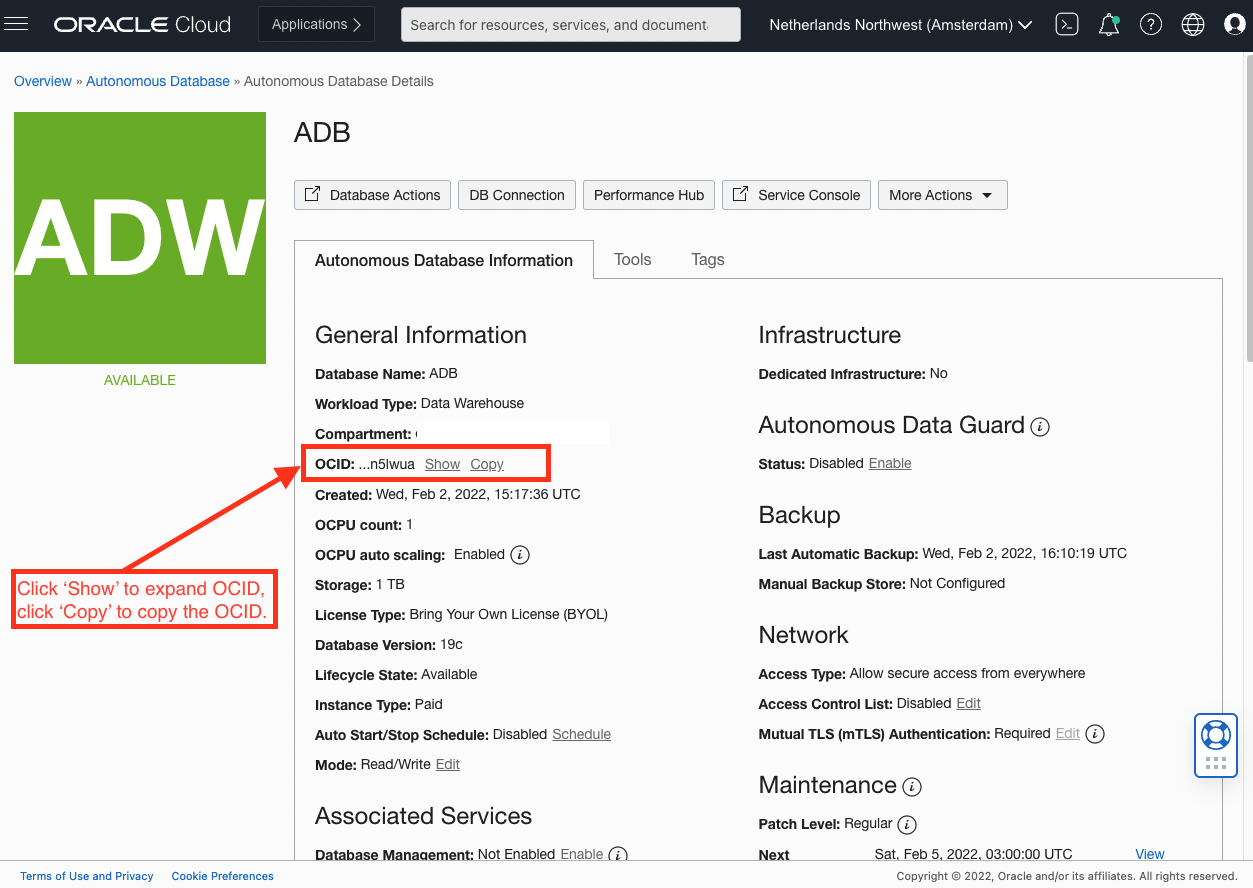 ORACLE Cloud
Applications
Search for resources, services, and document
Netherlands Northwest (Amsterdam)
Overview » Autonomous Database » Autonomous Database Details
ADW
AVAILABLE
ADB
Database Actions
DB Connection
Performance Hub
Service Console
More Actions
Autonomous Database Information
Tools
Tags
General Information
Database Name: ADB
Workload Type: Data Warehouse
Compartment:
OCID: ...n5lwua Show Copy
Created: Wed, Feb 2, 2022, 15:17:36 UTC
OCPU count: 1
OCPU auto scaling: Enabled i
Storage: 1 TB
License Type: Bring Your Own License (BYOL)
Database Version: 19c
Lifecycle State: Available
Instance Type: Paid
Auto Start/Stop Schedule: Disabled Schedule
Mode: Read/Write Edit
Associated Services
Database Management: Not Enabled Enable i
Click ‘Show’ to expand OCID,
click ‘Copy’ to copy the OCID.
Infrastructure
Dedicated Infrastructure: No
Autonomous Data Guard i
Status: Disabled Enable
Backup
Last Automatic Backup: Wed, Feb 2, 2022, 16:10:19 UTC
Manual Backup Store: Not Configured
Network
Access Type: Allow secure access from everywhere
Access Control List: Disabled Edit
Mutual TLS (mTLS) Authentication: Required Edit i
Maintenance i
Patch Level: Regular i
Next Sat, Feb 5, 2022, 03:00:00 UTC View
Terms of Use and Privacy
Cookie Preferences
Copyright © 2022, Oracle and/or its affiliates. All rights reserved.